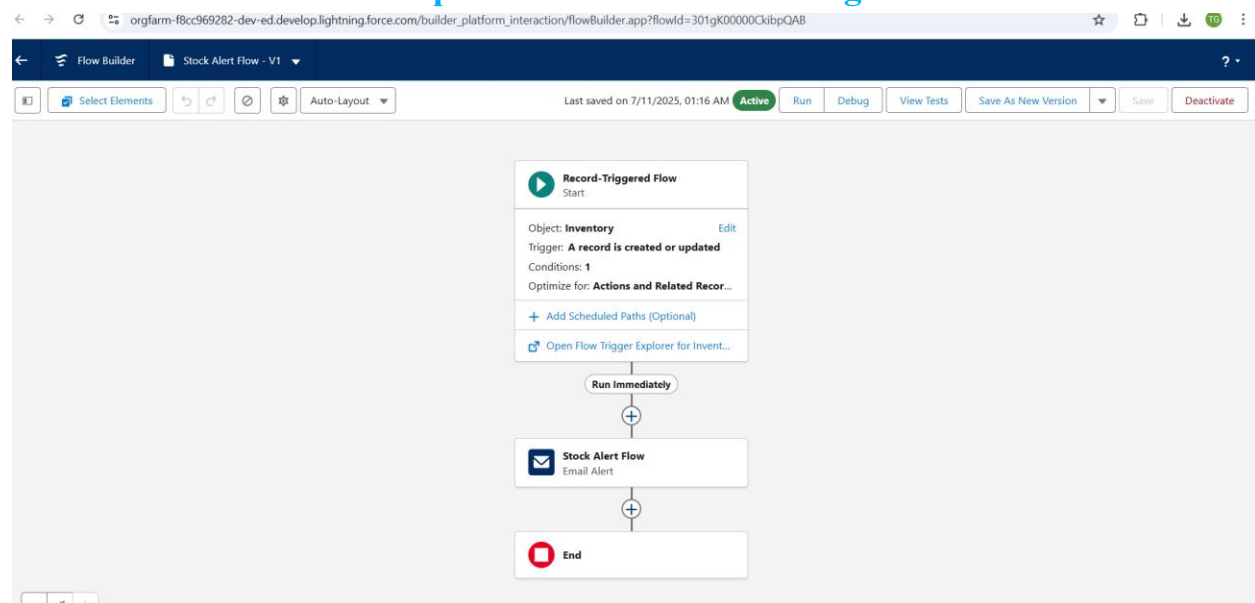 orgfarm-f8cc969282-dev-ed.develop.lightning.force.com/builder_platform_interaction/flowBuilder.app?flowId=301gK00000CkibpQAB
TG
Flow Builder Stock Alert Flow - V1 ?
Select Elements Auto-Layout Last saved on 7/11/2025, 01:16 AM Active Run Debug View Tests Save As New Version Save Deactivate
Record-Triggered Flow
Start
Object: Inventory Edit
Trigger: A record is created or updated
Conditions: 1
Optimize for: Actions and Related Recor...
+ Add Scheduled Paths (Optional)
Open Flow Trigger Explorer for Invent...
Run Immediately
Stock Alert Flow
Email Alert
End